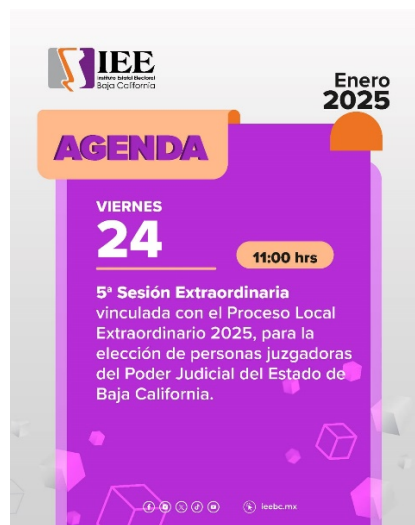 IEE
Instituto Estatal Electoral
Baja California
Enero
2025
AGENDA
VIERNES
24
11:00 hrs
5ª Sesión Extraordinaria
vinculada con el Proceso Local
Extraordinario 2025, para la
elección de personas juzgadoras
del Poder Judicial del Estado de
Baja California.
ieebc.mx